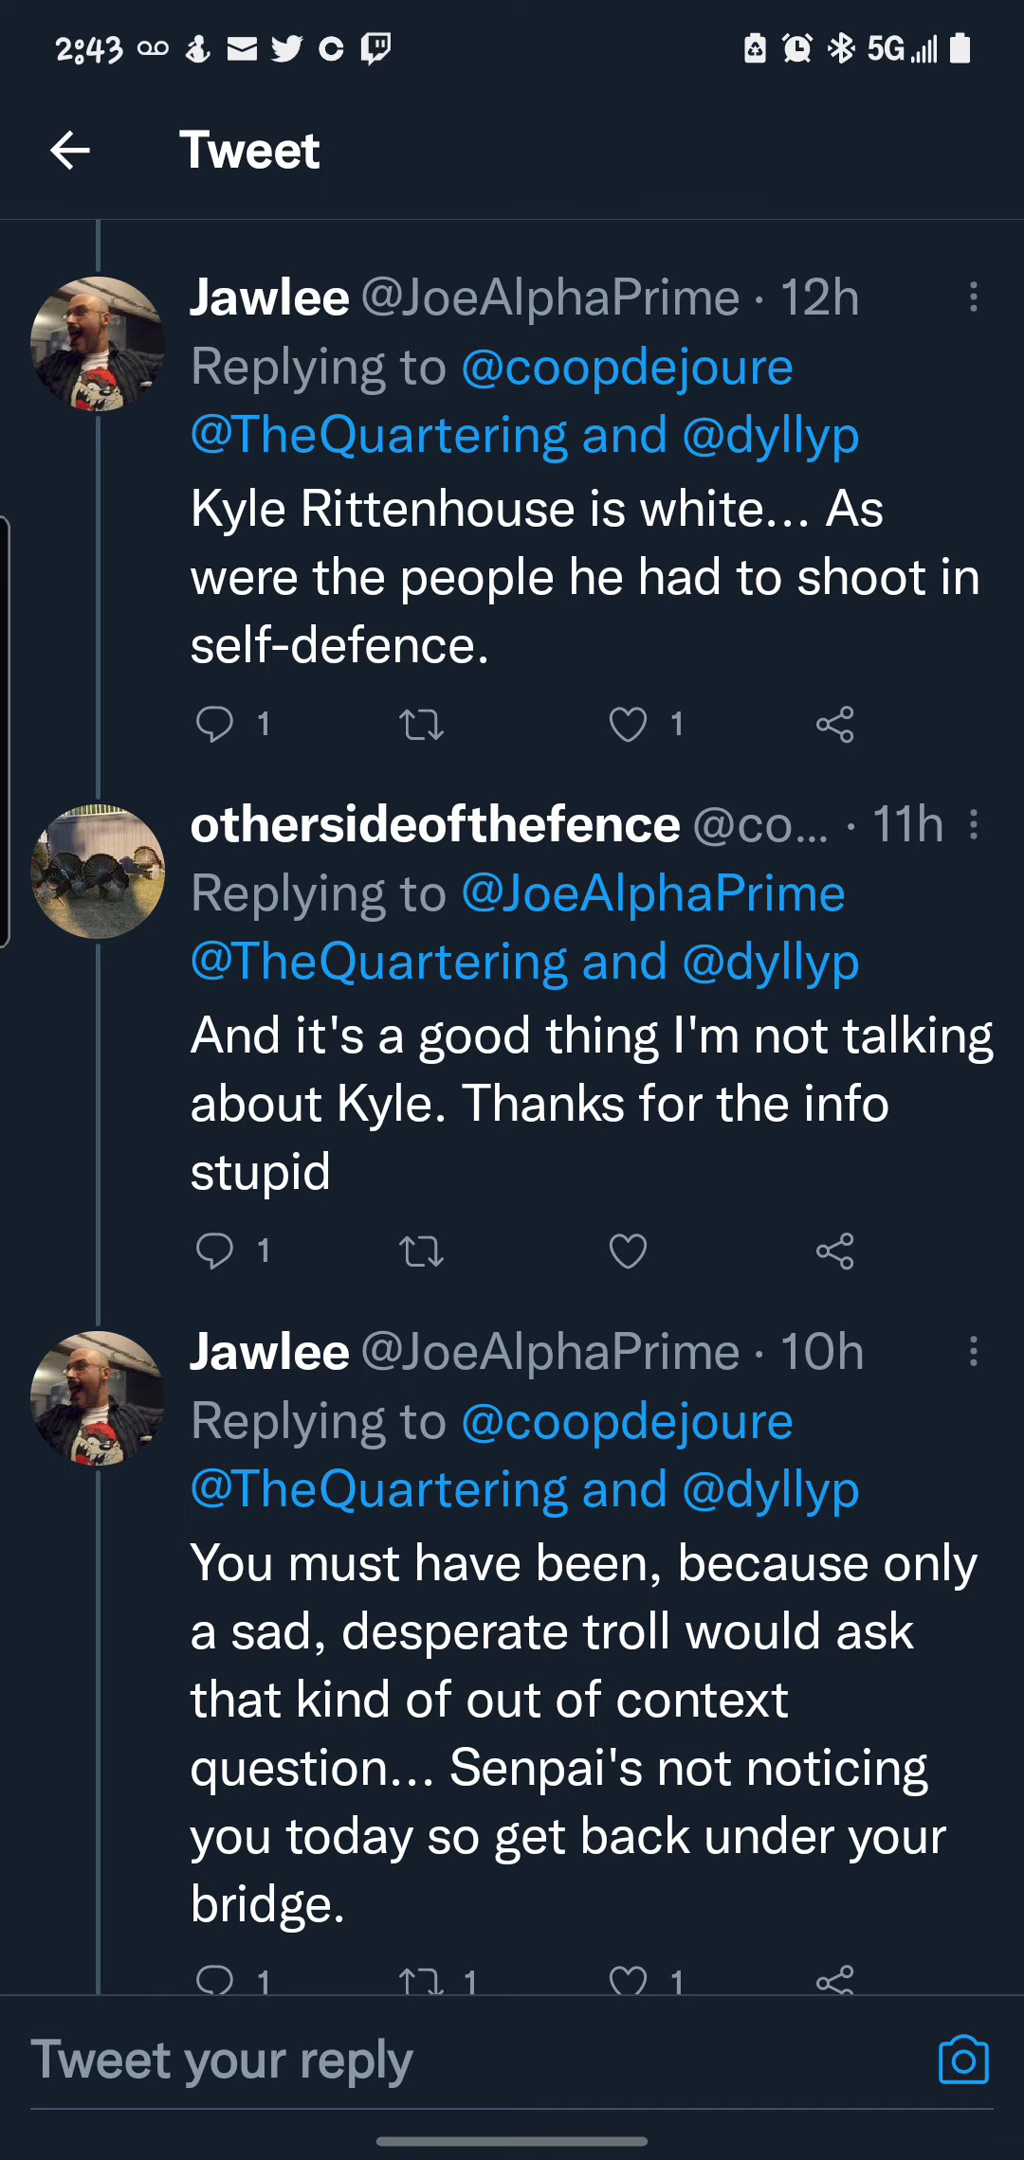 2:43 5G
Tweet
Jawlee @JoeAlphaPrime · 12h
Replying to @coopdejoure
@TheQuartering and @dyllyp
Kyle Rittenhouse is white... As
were the people he had to shoot in
self-defence.
1 1
othersideofthefence @co... · 11h
Replying to @JoeAlphaPrime
@TheQuartering and @dyllyp
And it's a good thing I'm not talking
about Kyle. Thanks for the info
stupid
1
Jawlee @JoeAlphaPrime · 10h
Replying to @coopdejoure
@TheQuartering and @dyllyp
You must have been, because only
a sad, desperate troll would ask
that kind of out of context
question... Senpai's not noticing
you today so get back under your
bridge.
1 1 1
Tweet your reply